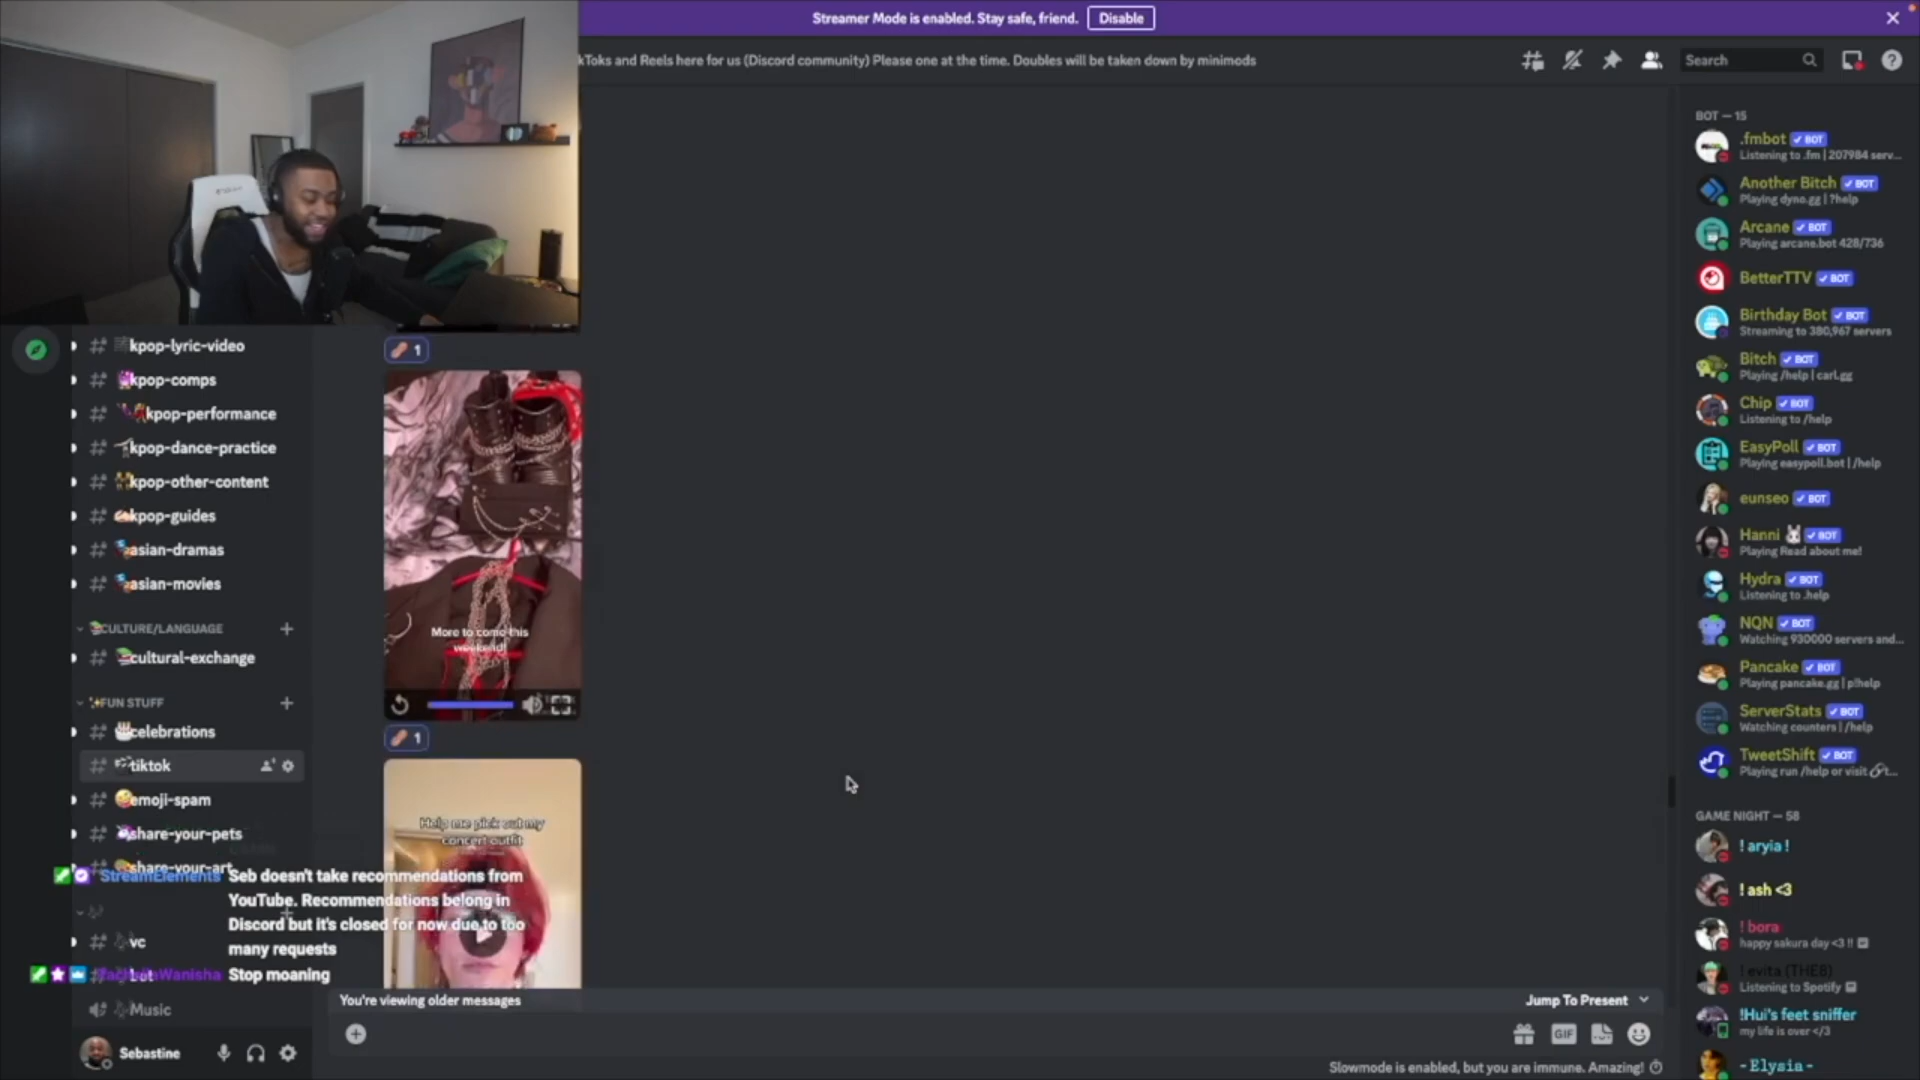 Streamer Mode is enabled. Stay safe, friend.
Disable
kToks and Reels here for us (Discord community) Please one at the time. Doubles will be taken down by minimods
Search
kpop-lyric-video
kpop-comps
kpop-performance
kpop-dance-practice
kpop-other-content
kpop-guides
asian-dramas
asian-movies
CULTURE/LANGUAGE
cultural-exchange
FUN STUFF
celebrations
tiktok
emoji-spam
share-your-pets
share-your-art
StreamElements Seb doesn't take recommendations from
YouTube. Recommendations belong in
Discord but it's closed for now due to too
many requests
vc
bot
Stop moaning
Music
Sebastine
1
More to come this
weekend!
1
Help me pick out my
concert outfit
You're viewing older messages
Jump To Present
GIF
Slowmode is enabled, but you are immune. Amazing!
BOT — 15
.fmbot BOT
Listening to .fm | 207984 serv...
Another Bitch BOT
Playing dyno.gg | ?help
Arcane BOT
Playing arcane.bot 428/736
BetterTTV BOT
Birthday Bot BOT
Streaming to 380,967 servers
Bitch BOT
Playing /help | carl.gg
Chip BOT
Listening to /help
EasyPoll BOT
Playing easypoll.bot | /help
eunseo BOT
Hanni BOT
Playing Read about me!
Hydra BOT
Listening to .help
NQN BOT
Watching 930000 servers and...
Pancake BOT
Playing pancake.gg | p!help
ServerStats BOT
Watching counters | /help
TweetShift BOT
Playing run /help or visit t...
GAME NIGHT — 58
! aryia !
! ash <3
! bora
happy sakura day <3 !!
! evita (THE8)
Listening to Spotify
!Hui's feet sniffer
my life is over </3
-Elysia-